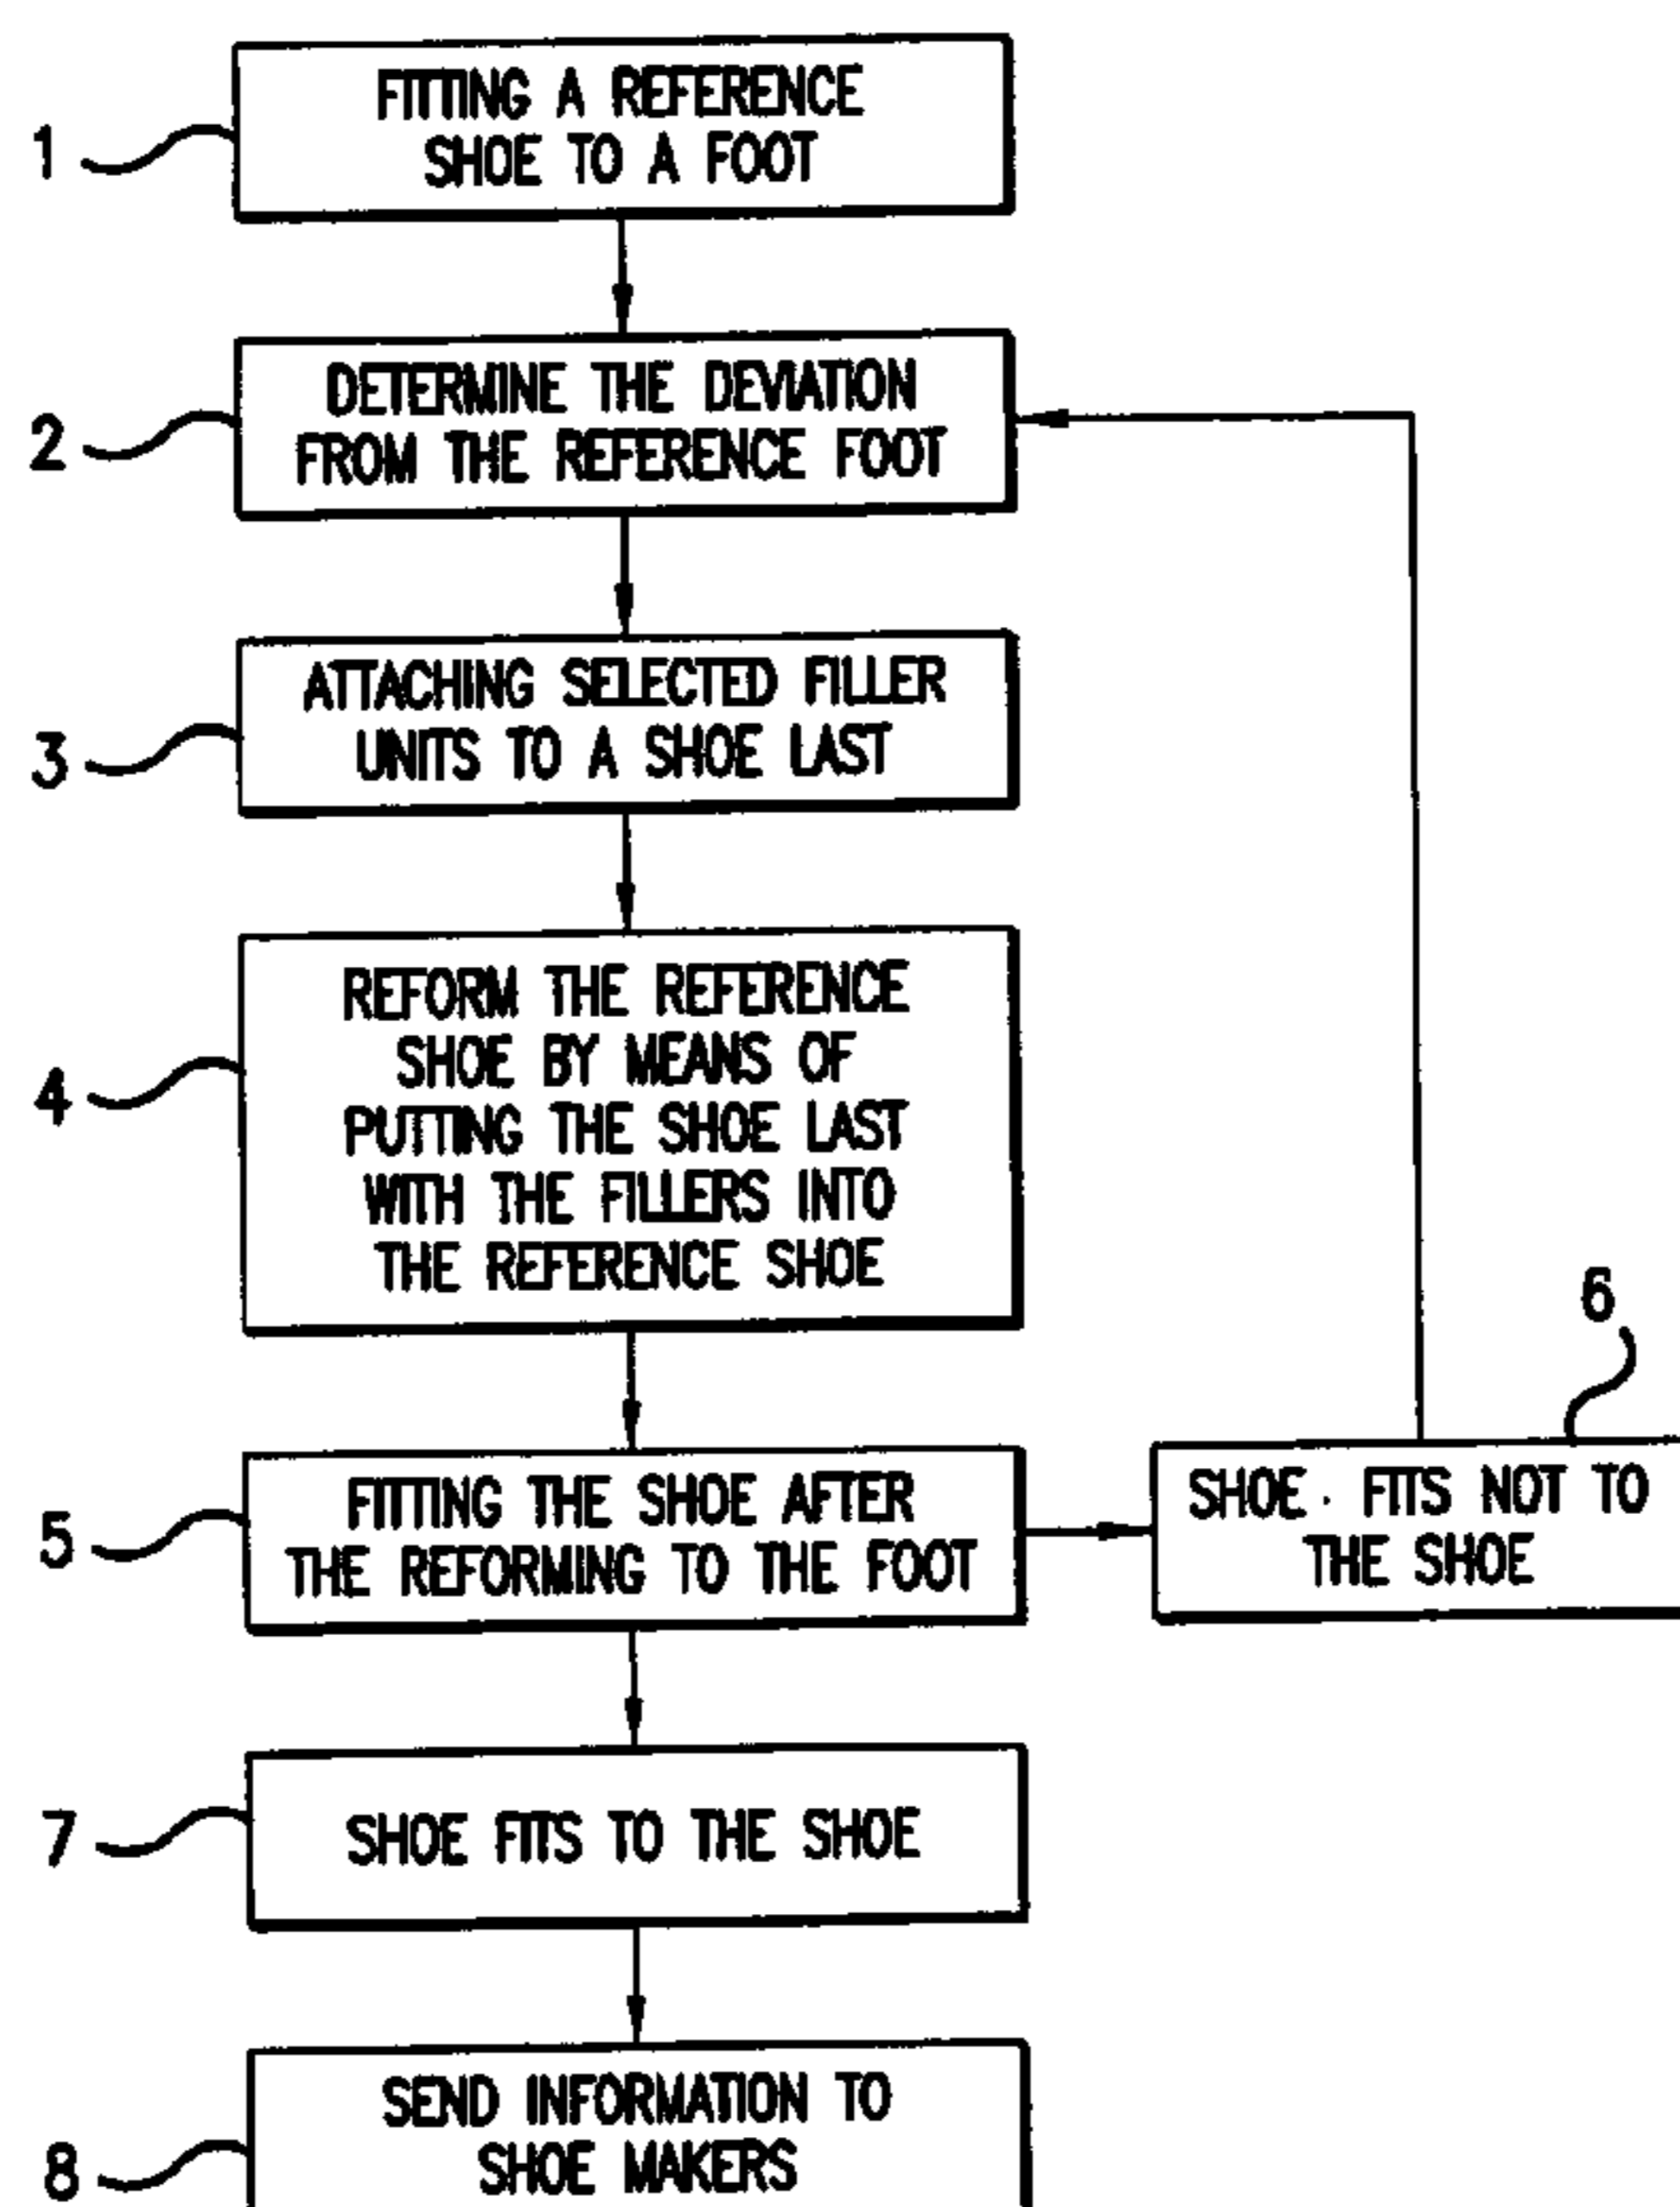 1
FITTING A REFERENCE
SHOE TO A FOOT
2
DETERMINE THE DEVIATION
FROM THE REFERENCE FOOT
3
ATTACHING SELECTED FILLER
UNITS TO A SHOE LAST
4
REFORM THE REFERENCE
SHOE BY MEANS OF
PUTTING THE SHOE LAST
WITH THE FILLERS INTO
THE REFERENCE SHOE
5
FITTING THE SHOE AFTER
THE REFORMING TO THE FOOT
6
SHOE. FITS NOT TO
THE SHOE
7
SHOE FITS TO THE SHOE
8
SEND INFORMATION TO
SHOE MAKERS